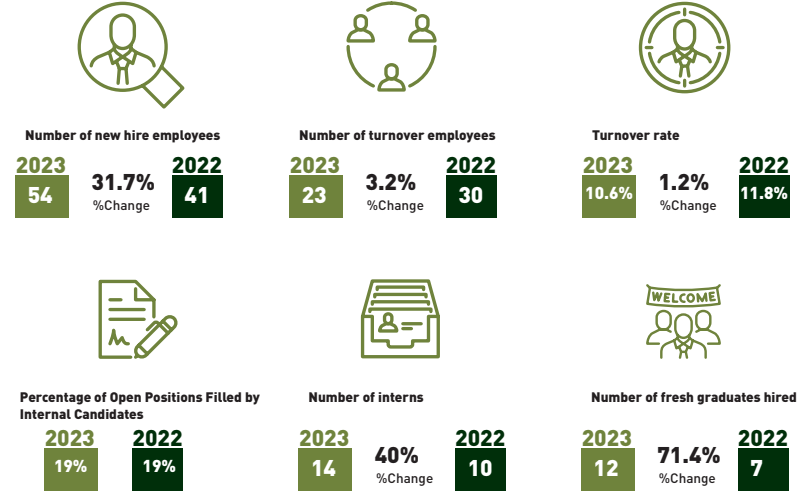 Number of new hire employees
2023
54
31.7%
%Change
2022
41
Number of turnover employees
2023
23
3.2%
%Change
2022
30
Turnover rate
2023
10.6%
1.2%
%Change
2022
11.8%
Percentage of Open Positions Filled by
Internal Candidates
2023
19%
2022
19%
Number of interns
2023
14
40%
%Change
2022
10
WELCOME
Number of fresh graduates hired
2023
12
71.4%
%Change
2022
7